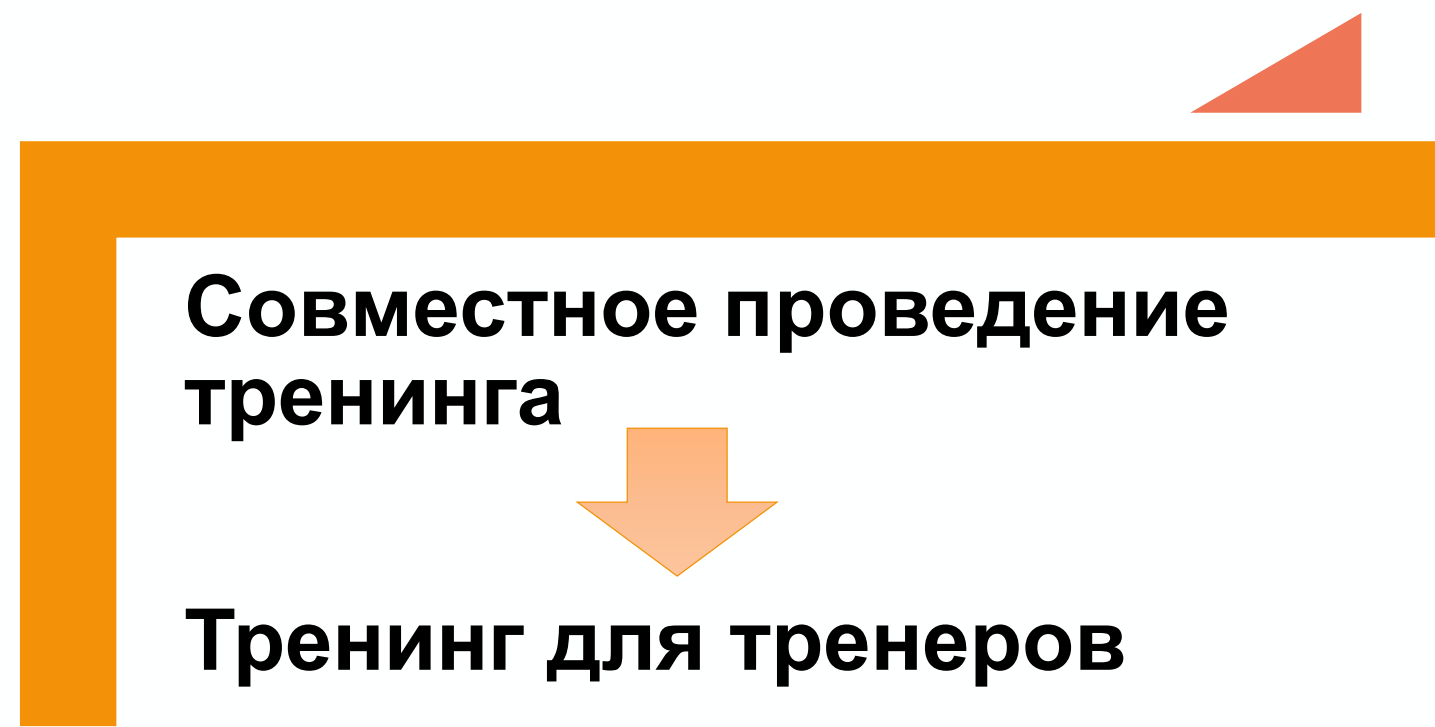 Совместное проведение
тренинга
Тренинг для тренеров